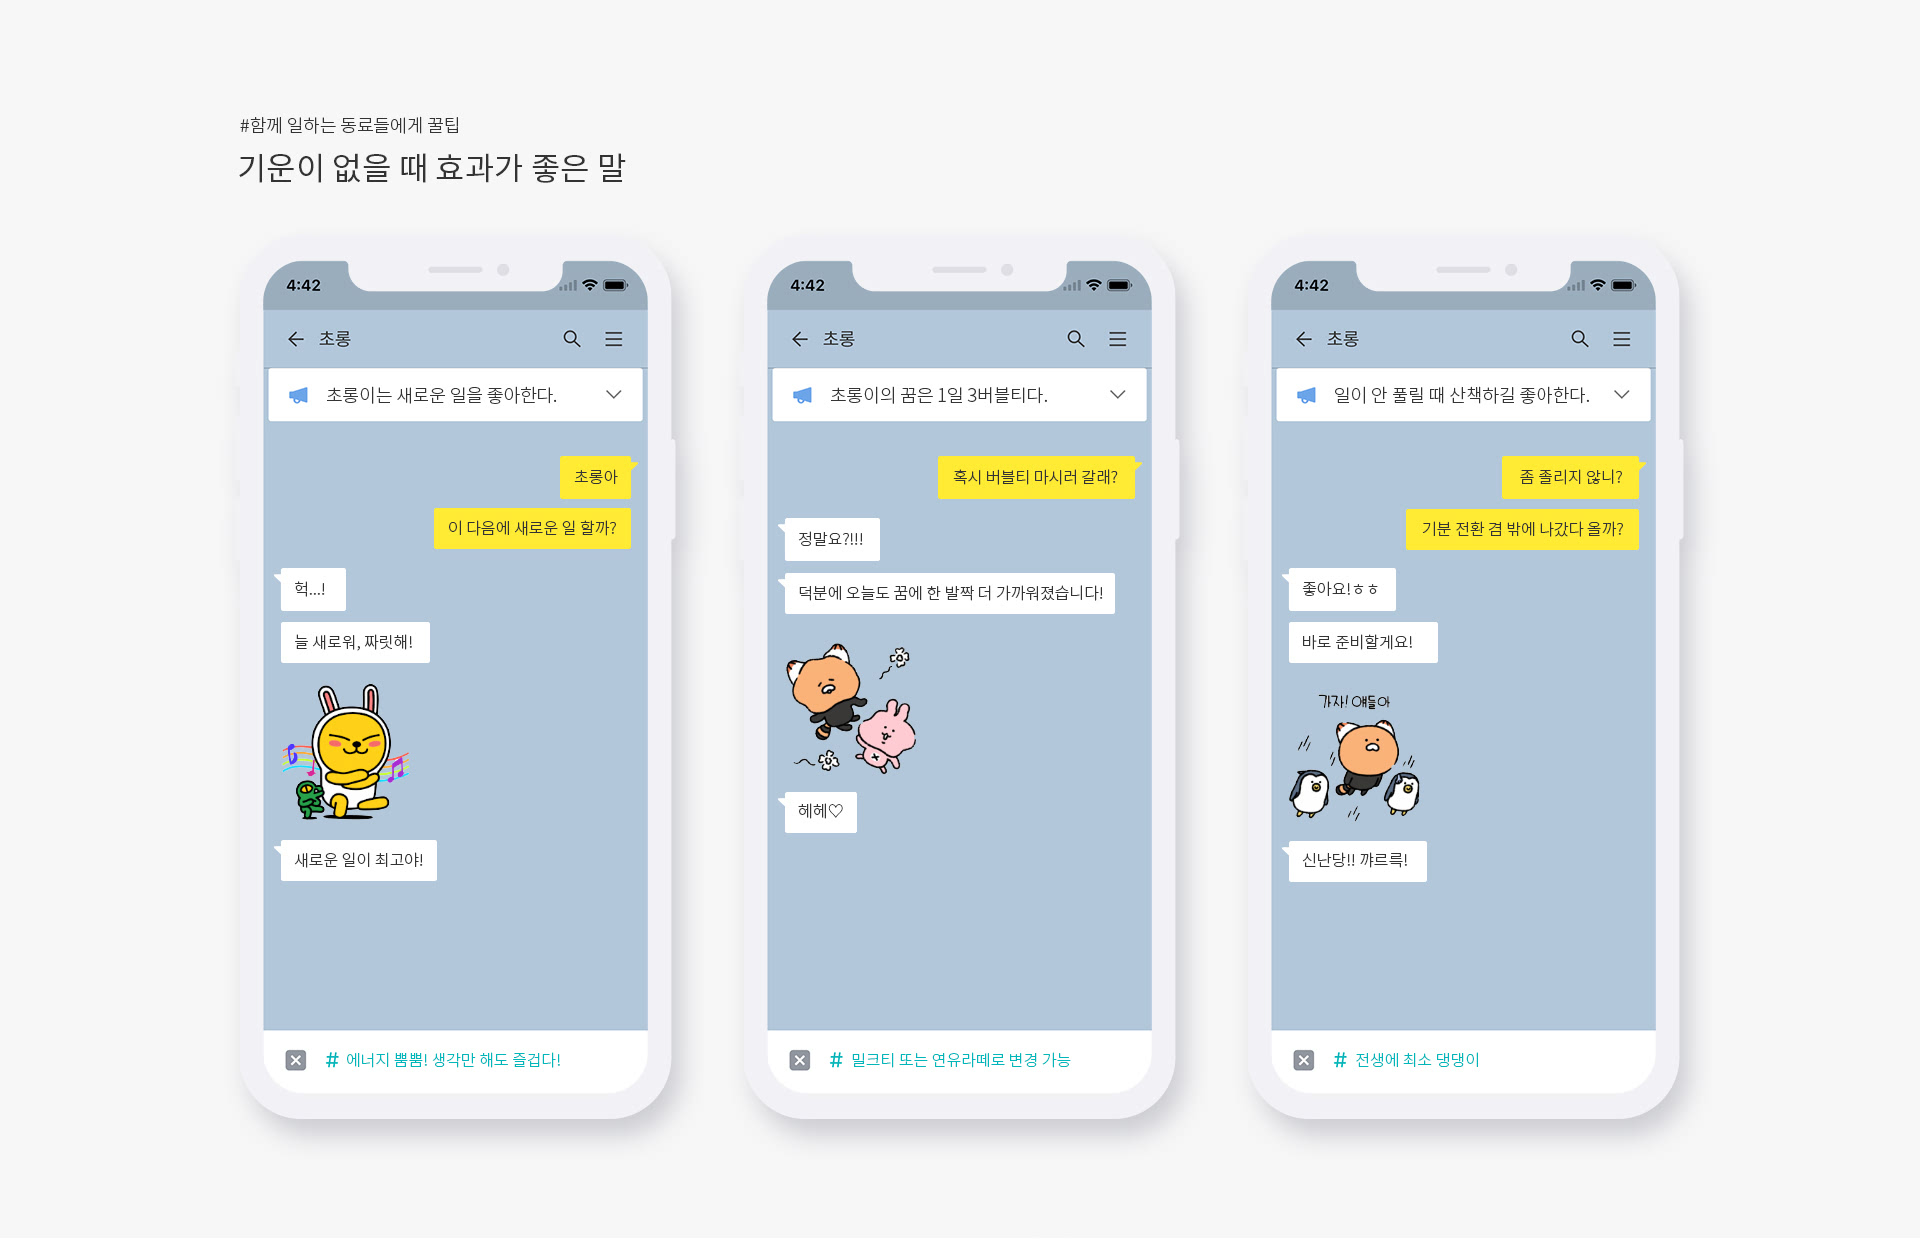 #함께 일하는 동료들에게 꿀팁
기운이 없을 때 효과가 좋은 말
4:42
초롱
초롱이는 새로운 일을 좋아한다.
초롱아
이 다음에 새로운 일 할까?
헉...!
늘 새로워, 짜릿해!
새로운 일이 최고야!
# 에너지 뿜뿜! 생각만 해도 즐겁다!
4:42
초롱
초롱이의 꿈은 1일 3버블티다.
혹시 버블티 마시러 갈래?
정말요?!!!
덕분에 오늘도 꿈에 한 발짝 더 가까워졌습니다!
헤헤♡
# 밀크티 또는 연유라떼로 변경 가능
4:42
초롱
일이 안 풀릴 때 산책하길 좋아한다.
좀 졸리지 않니?
기분 전환 겸 밖에 나갔다 올까?
좋아요!ㅎㅎ
바로 준비할게요!
가자! 얘들아
신난당!! 꺄르륵!
# 전생에 최소 댕댕이